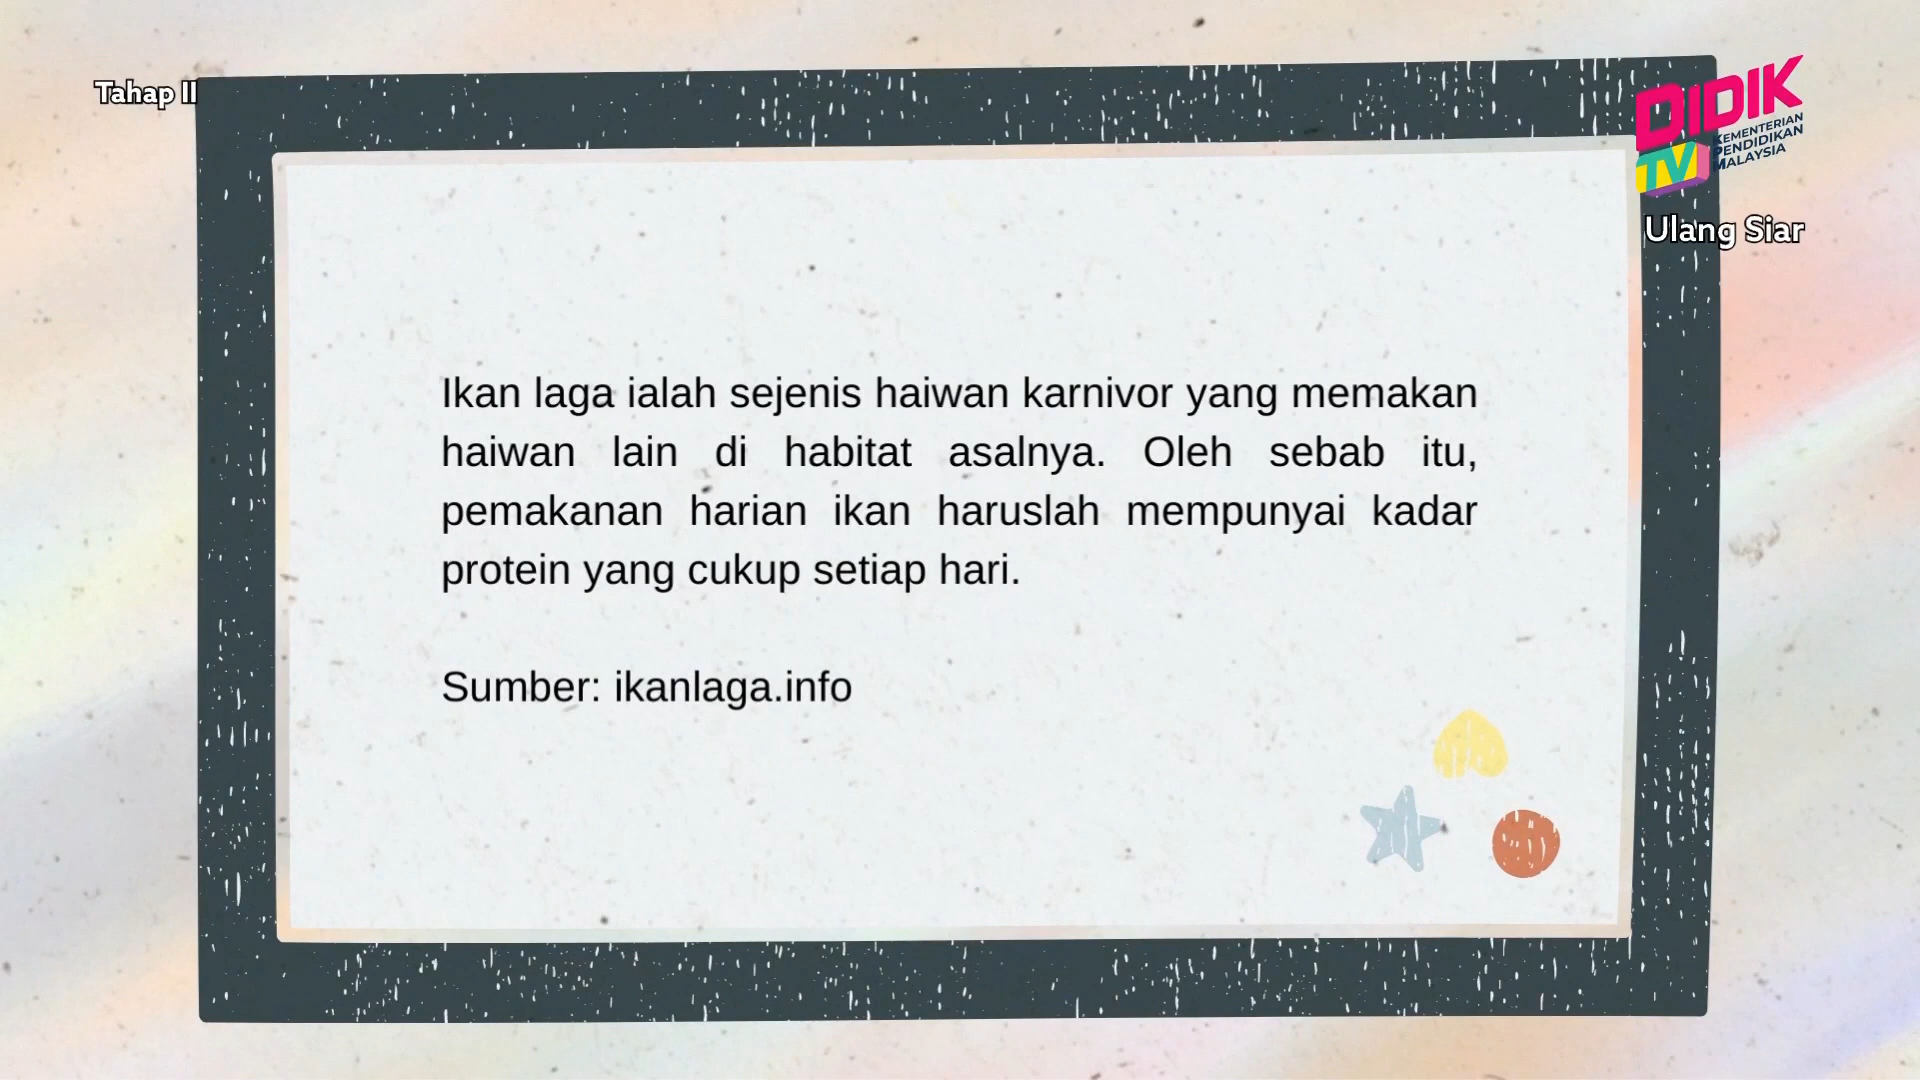 Tahap II
DIDIK
TV
KEMENTERIAN
PENDIDIKAN
MALAYSIA
Ulang Siar
Ikan laga ialah sejenis haiwan karnivor yang memakan
haiwan lain di habitat asalnya. Oleh sebab itu,
pemakanan harian ikan haruslah mempunyai kadar
protein yang cukup setiap hari.
Sumber: ikanlaga.info